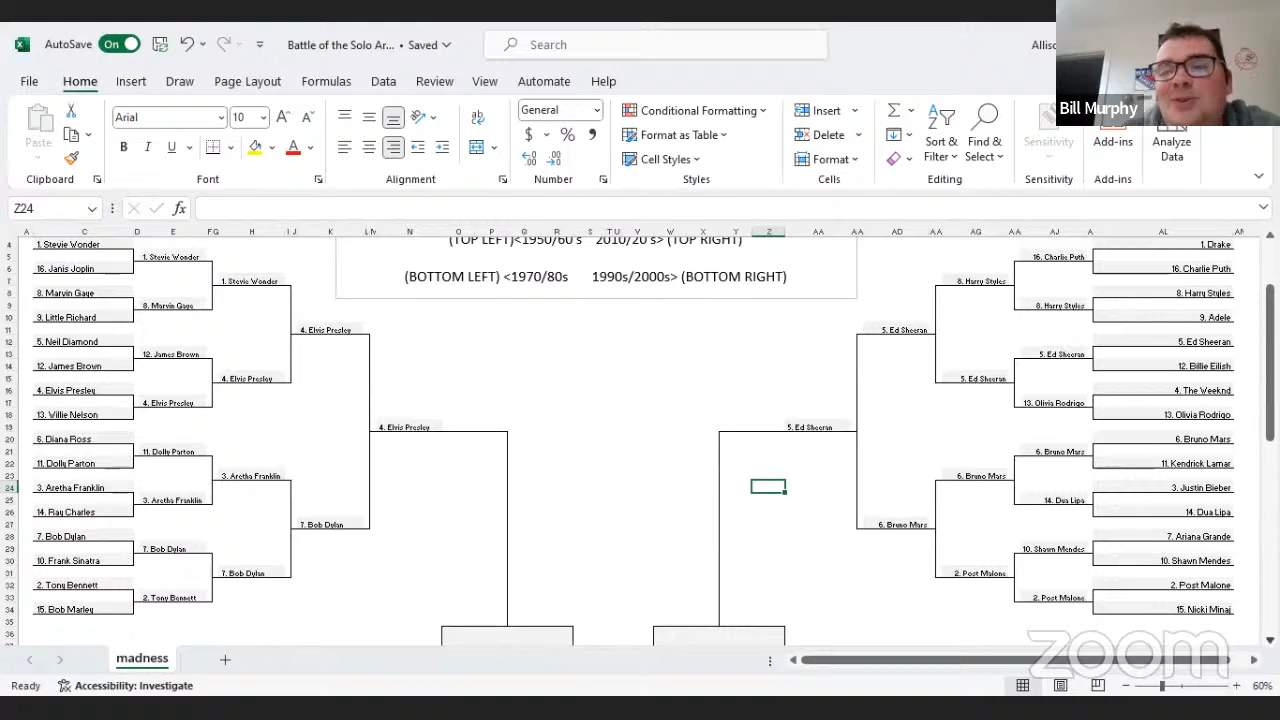 AutoSave On Battle of the Solo Ar... • Saved Search Allisc
Bill Murphy
File Home Insert Draw Page Layout Formulas Data Review View Automate Help
Paste Clipboard
Arial 10 A A
B I U A Font
ab Alignment
General $ % 9 Number
Conditional Formatting
Format as Table
Cell Styles
Styles
Insert
Delete
Format
Cells
Sort & Filter Find & Select Editing
Sensitivity Sensitivity
Add-ins Add-ins
Analyze Data
Z24 fx
(TOP LEFT)<1950/60's 2010/20's> (TOP RIGHT)
(BOTTOM LEFT) <1970/80s 1990s/2000s> (BOTTOM RIGHT)
1. Stevie Wonder
16. Janis Joplin
8. Marvin Gaye
9. Little Richard
5. Neil Diamond
12. James Brown
4. Elvis Presley
13. Willie Nelson
6. Diana Ross
11. Dolly Parton
3. Aretha Franklin
14. Ray Charles
7. Bob Dylan
10. Frank Sinatra
2. Tony Bennett
15. Bob Marley
1. Stevie Wonder
8. Marvin Gaye
12. James Brown
4. Elvis Presley
11. Dolly Parton
3. Aretha Franklin
7. Bob Dylan
2. Tony Bennett
1. Stevie Wonder
4. Elvis Presley
3. Aretha Franklin
7. Bob Dylan
4. Elvis Presley
7. Bob Dylan
4. Elvis Presley
5. Ed Sheeran
5. Ed Sheeran
6. Bruno Mars
8. Harry Styles
5. Ed Sheeran
6. Bruno Mars
2. Post Malone
16. Charlie Puth
8. Harry Styles
5. Ed Sheeran
13. Olivia Rodrigo
6. Bruno Mars
14. Dua Lipa
10. Shawn Mendes
2. Post Malone
1. Drake
16. Charlie Puth
8. Harry Styles
9. Adele
5. Ed Sheeran
12. Billie Eilish
4. The Weeknd
13. Olivia Rodrigo
6. Bruno Mars
11. Kendrick Lamar
3. Justin Bieber
14. Dua Lipa
7. Ariana Grande
10. Shawn Mendes
2. Post Malone
15. Nicki Minaj
zoom
madness
Ready Accessibility: Investigate 60%